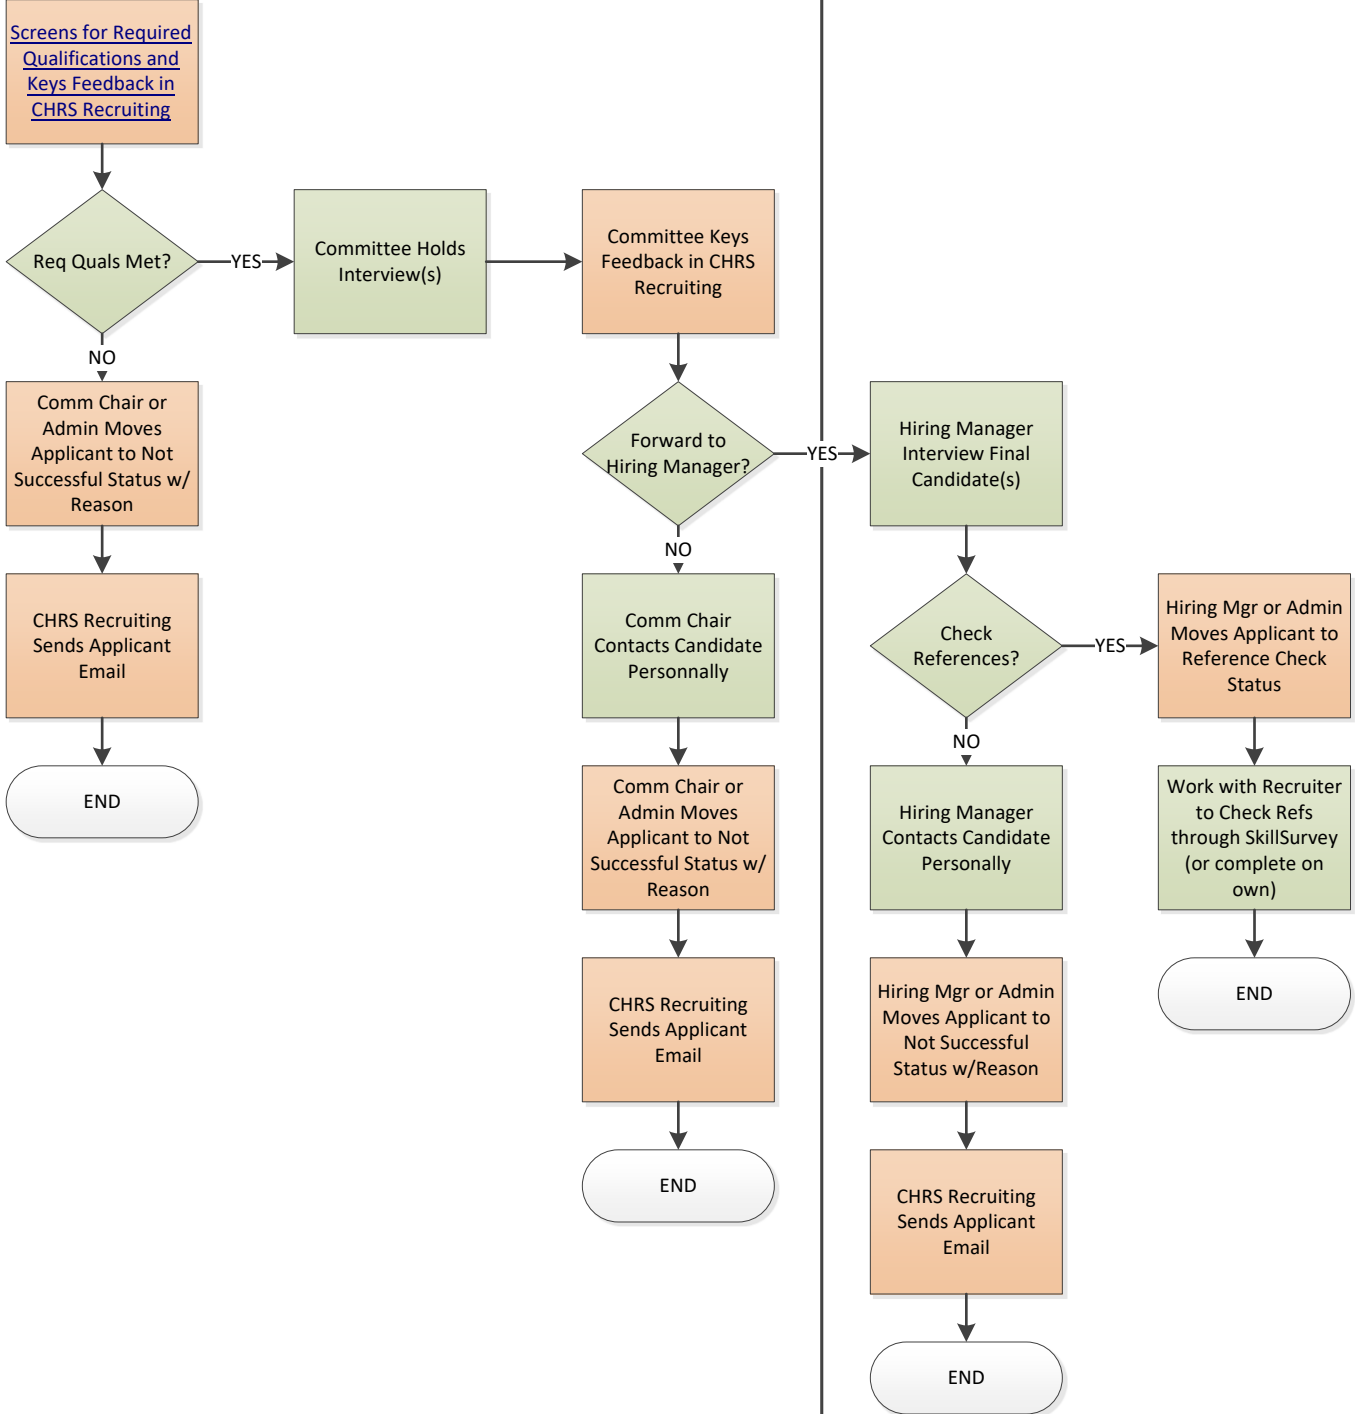 Screens for Required
Qualifications and
Keys Feedback in
CHRS Recruiting
Req Quals Met?
YES
Committee Holds
Interview(s)
Committee Keys
Feedback in CHRS
Recruiting
NO
Comm Chair or
Admin Moves
Applicant to Not
Successful Status w/
Reason
CHRS Recruiting
Sends Applicant
Email
END
Forward to
Hiring Manager?
YES
Hiring Manager
Interview Final
Candidate(s)
NO
Comm Chair
Contacts Candidate
Personnally
Comm Chair or
Admin Moves
Applicant to Not
Successful Status w/
Reason
CHRS Recruiting
Sends Applicant
Email
END
Check
References?
YES
Hiring Mgr or Admin
Moves Applicant to
Reference Check
Status
Work with Recruiter
to Check Refs
through SkillSurvey
(or complete on
own)
END
NO
Hiring Manager
Contacts Candidate
Personally
Hiring Mgr or Admin
Moves Applicant to
Not Successful
Status w/Reason
CHRS Recruiting
Sends Applicant
Email
END